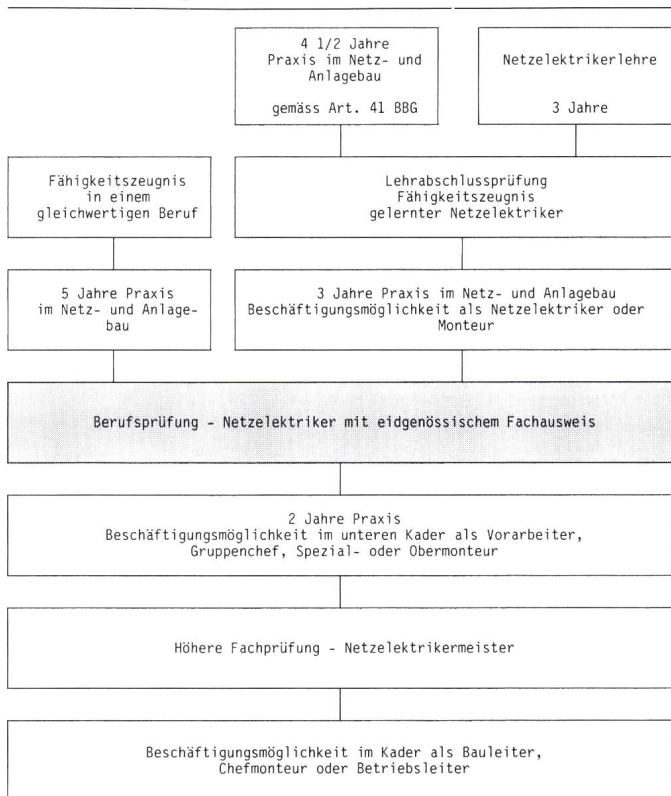 4 1/2 Jahre
Praxis im Netz- und
Anlagebau
gemäss Art. 41 BBG
Netzelektrikerlehre
3 Jahre
Fähigkeitszeugnis
in einem
gleichwertigen Beruf
Lehrabschlussprüfung
Fähigkeitszeugnis
gelernter Netzelektriker
5 Jahre Praxis
im Netz- und Anlage-
bau
3 Jahre Praxis im Netz- und Anlagebau
Beschäftigungsmöglichkeit als Netzelektriker oder
Monteur
Berufsprüfung - Netzelektriker mit eidgenössischem Fachausweis
2 Jahre Praxis
Beschäftigungsmöglichkeit im unteren Kader als Vorarbeiter,
Gruppenchef, Spezial- oder Obermonteur
Höhere Fachprüfung - Netzelektrikermeister
Beschäftigungsmöglichkeit im Kader als Bauleiter,
Chefmonteur oder Betriebsleiter